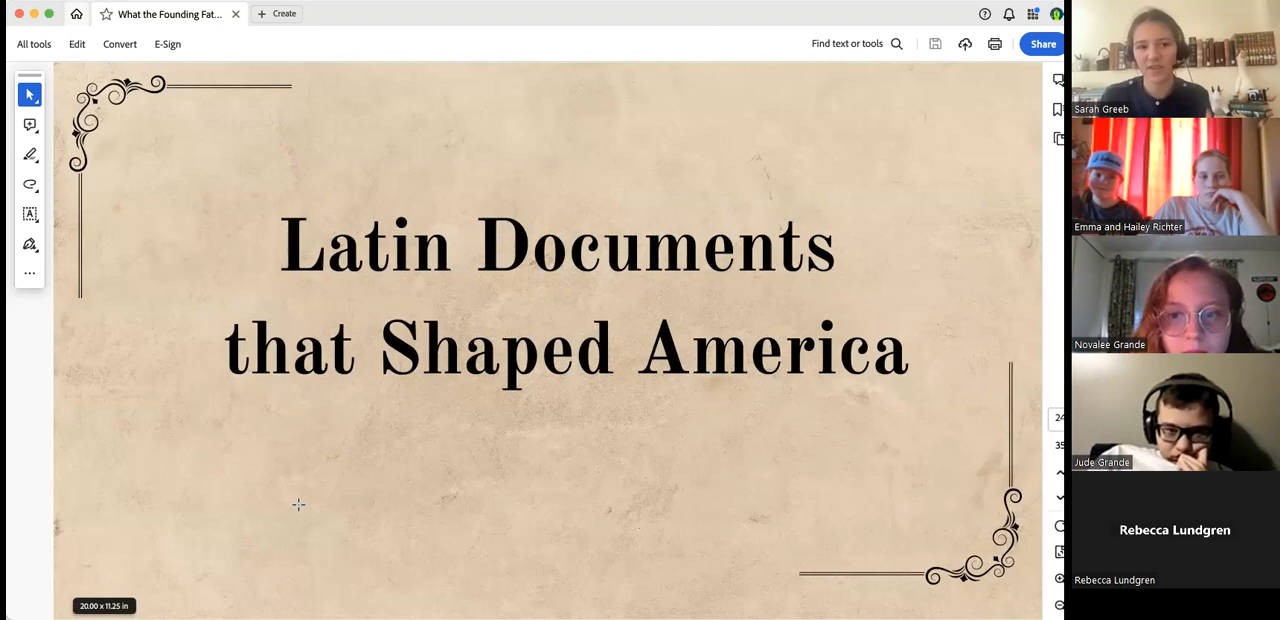 What the Founding Fat...
Create
All tools
Edit
Convert
E-Sign
Find text or tools
Share
Latin Documents
that Shaped America
24
35
20.00 x 11.25 in
Sarah Greeb
Emma and Hailey Richter
Novalee Grande
Jude Grande
Rebecca Lundgren
Rebecca Lundgren